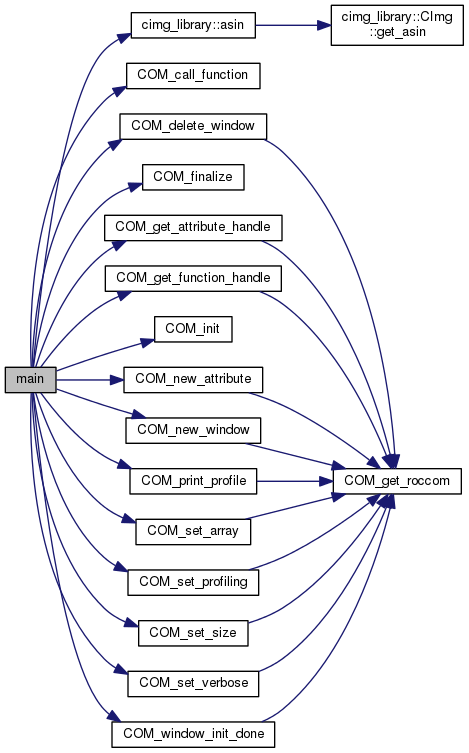 main
cimg_library::asin
cimg_library::CImg
::get_asin
COM_call_function
COM_delete_window
COM_finalize
COM_get_attribute_handle
COM_get_function_handle
COM_init
COM_new_attribute
COM_new_window
COM_print_profile
COM_get_roccom
COM_set_array
COM_set_profiling
COM_set_size
COM_set_verbose
COM_window_init_done